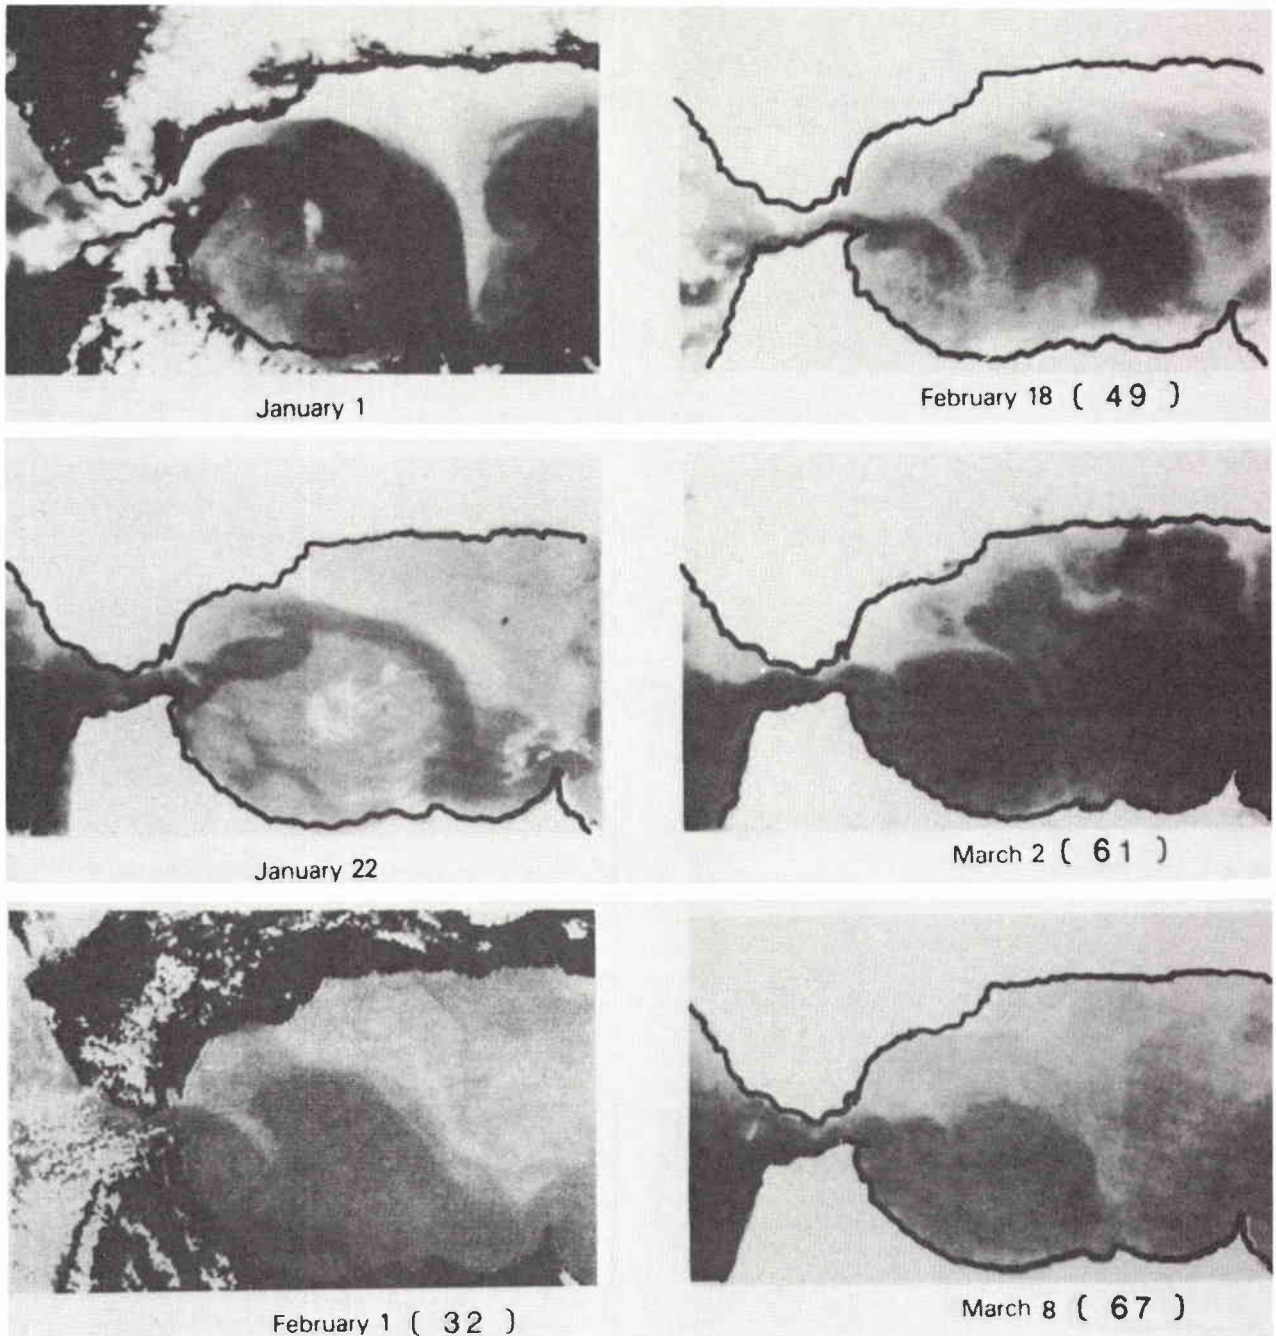 January 1
February 18 ( 49 )
January 22
March 2 ( 61 )
February 1 ( 32 )
March 8 ( 67 )